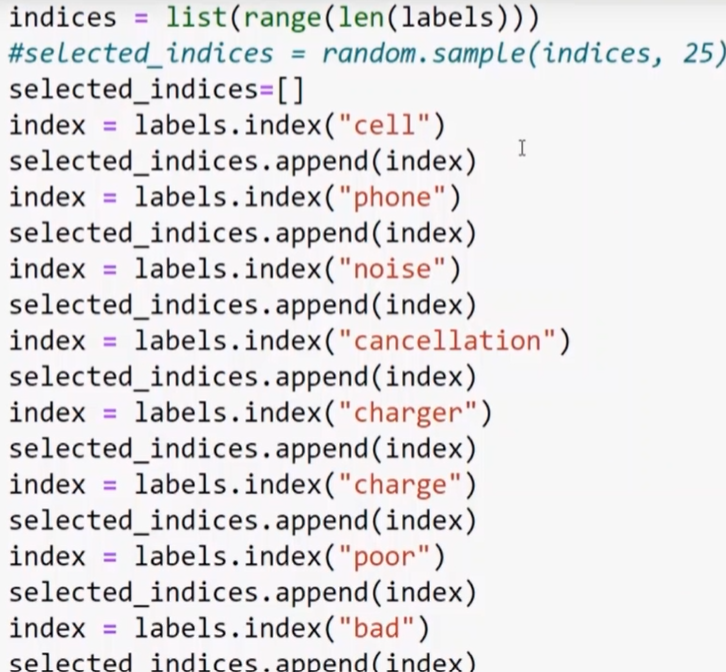 indices = list(range(len(labels)))
#selected_indices = random.sample(indices, 25)
selected_indices=[]
index = labels.index("cell")
selected_indices.append(index)
index = labels.index("phone")
selected_indices.append(index)
index = labels.index("noise")
selected_indices.append(index)
index = labels.index("cancellation")
selected_indices.append(index)
index = labels.index("charger")
selected_indices.append(index)
index = labels.index("charge")
selected_indices.append(index)
index = labels.index("poor")
selected_indices.append(index)
index = labels.index("bad")
selected_indices.append(index)